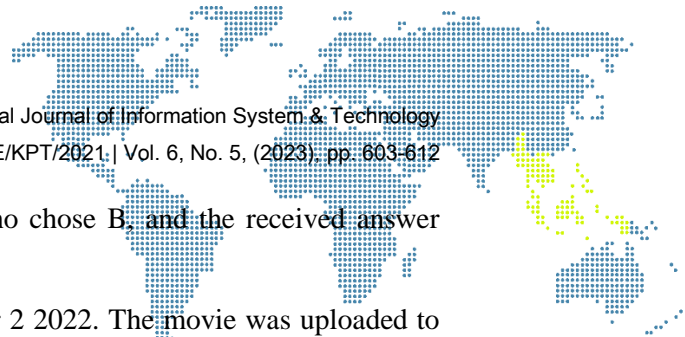 al Journal of Information System & Technology
E/KPT/2021 | Vol. 6, No. 5, (2023), pp. 603-612
no chose B, and the received answer
2 2022. The movie was uploaded to